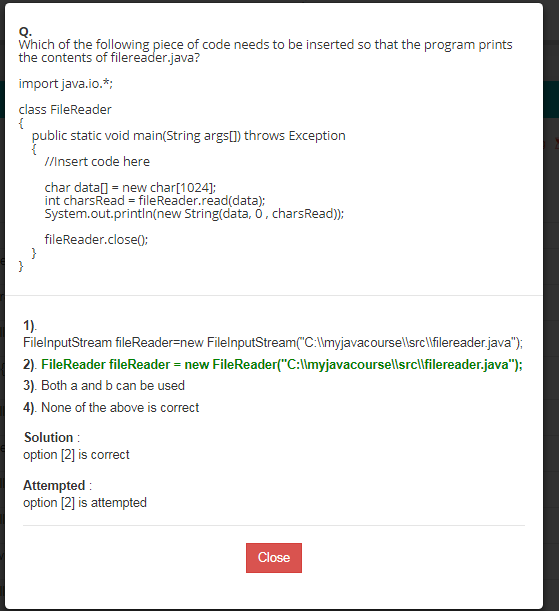 Q.
Which of the following piece of code needs to be inserted so that the program prints
the contents of filereader.java?
import java.io.*;
class FileReader
{
public static void main(String args[]) throws Exception
{
//Insert code here
char data[] = new char[1024];
int charsRead = fileReader.read(data);
System.out.println(new String(data, 0 , charsRead));
fileReader.close();
}
}
1).
FileInputStream fileReader=new FileInputStream("C:\\myjavacourse\\src\\filereader.java");
2). FileReader fileReader = new FileReader("C:\\myjavacourse\\src\\filereader.java");
3). Both a and b can be used
4). None of the above is correct
Solution :
option [2] is correct
Attempted :
option [2] is attempted
Close